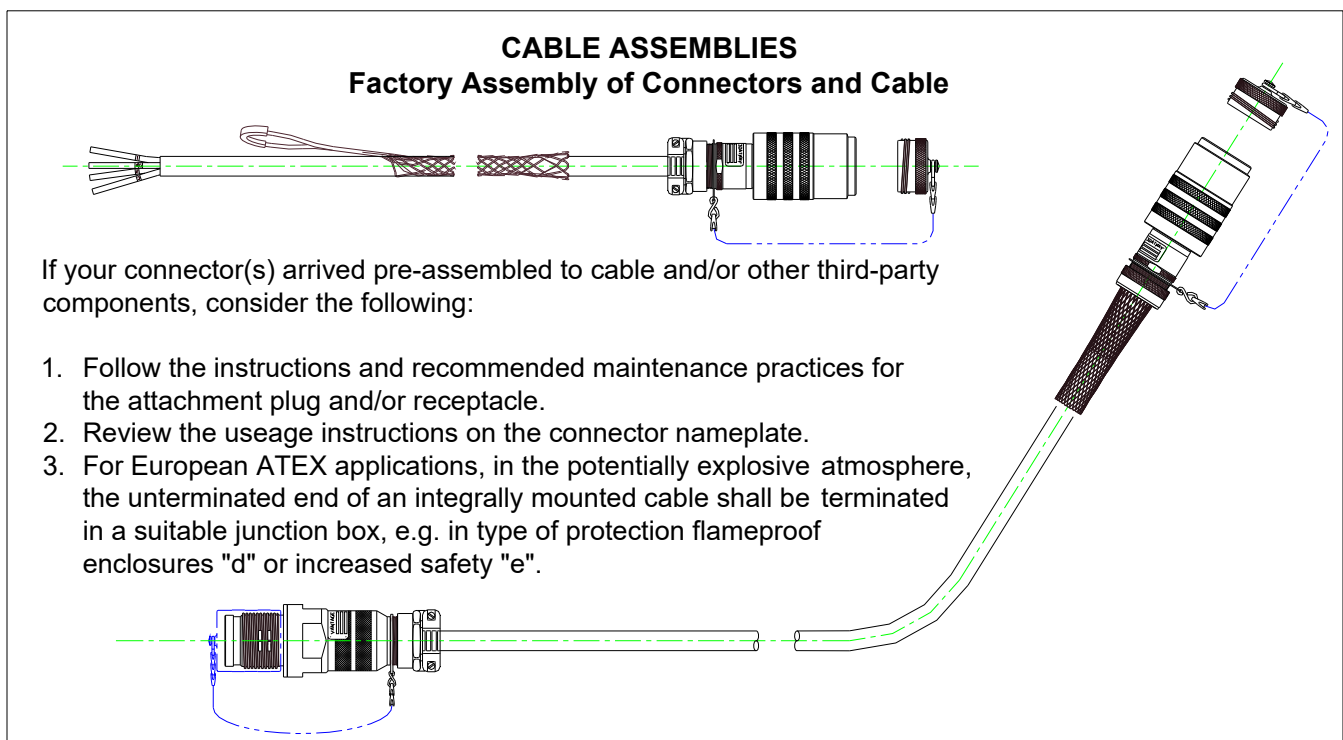 CABLE ASSEMBLIES
Factory Assembly of Connectors and Cable
If your connector(s) arrived pre-assembled to cable and/or other third-party
components, consider the following:
1. Follow the instructions and recommended maintenance practices for
the attachment plug and/or receptacle.
2. Review the useage instructions on the connector nameplate.
3. For European ATEX applications, in the potentially explosive atmosphere,
the unterminated end of an integrally mounted cable shall be terminated
in a suitable junction box, e.g. in type of protection flameproof
enclosures "d" or increased safety "e".